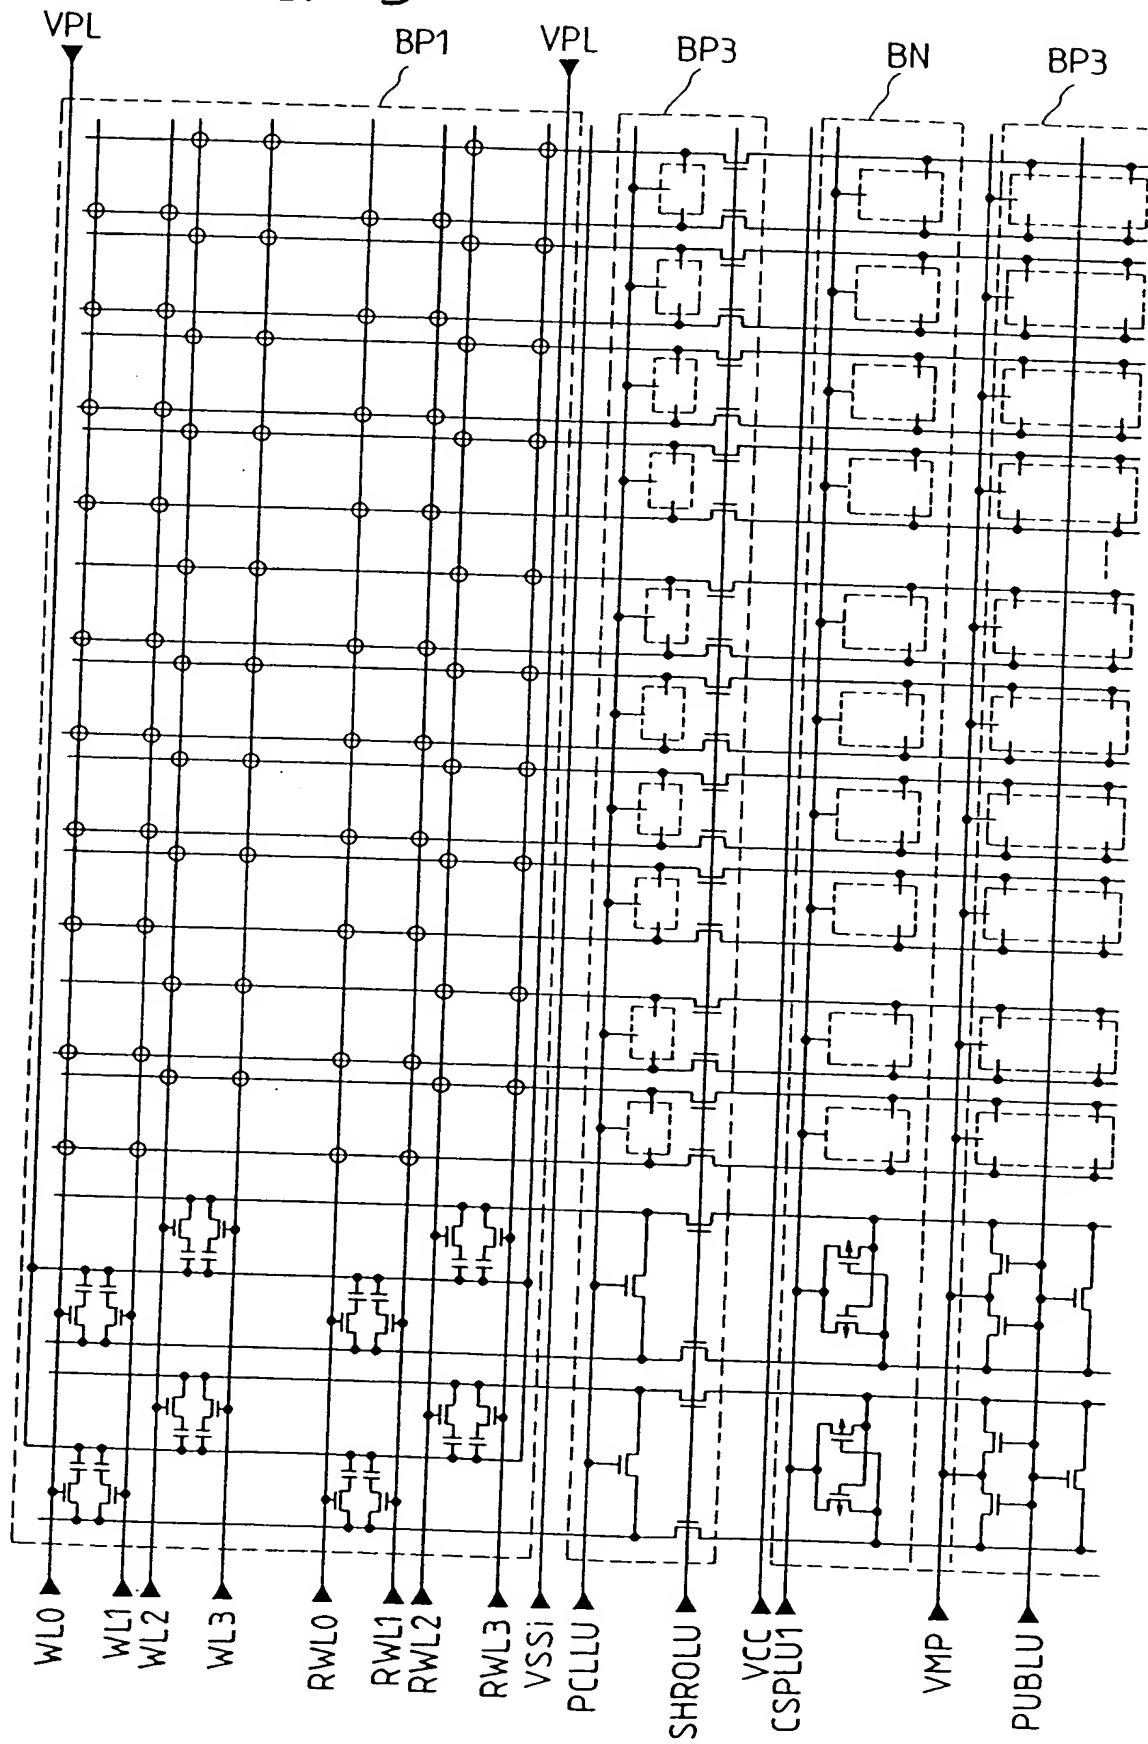 VPL
BP1
VPL
BP3
BN
BP3
WL0
WL1
WL2
WL3
RWL0
RWL1
RWL2
RWL3
VSSi
PCLLU
SHROLU
VCC
CSPLU1
VMP
PUBLU